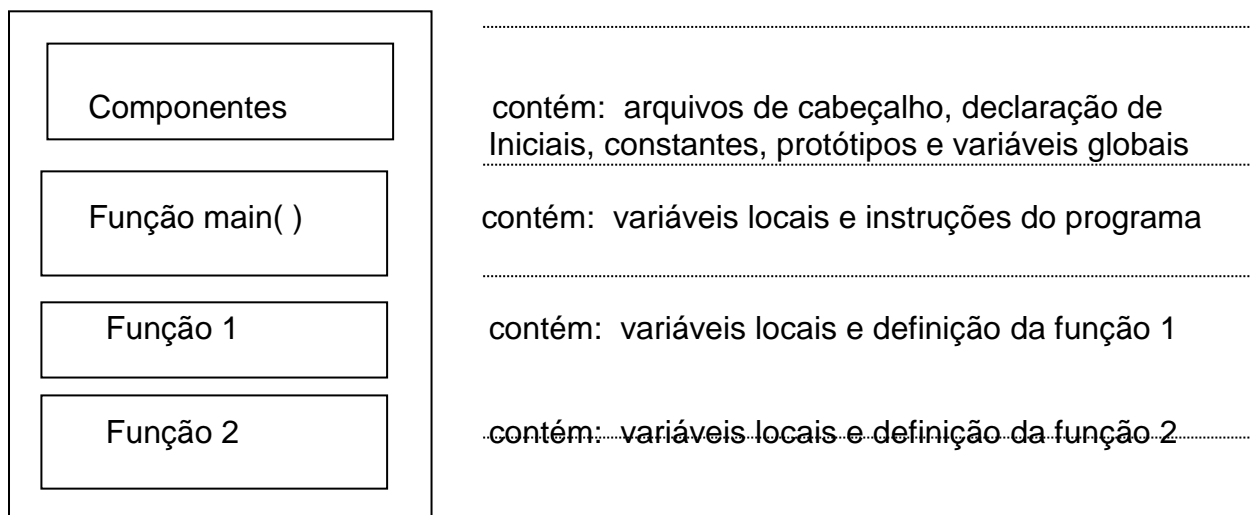 Componentes contém: arquivos de cabeçalho, declaração de
Iniciais, constantes, protótipos e variáveis globais
Função main( ) contém: variáveis locais e instruções do programa
Função 1 contém: variáveis locais e definição da função 1
Função 2 contém: variáveis locais e definição da função 2